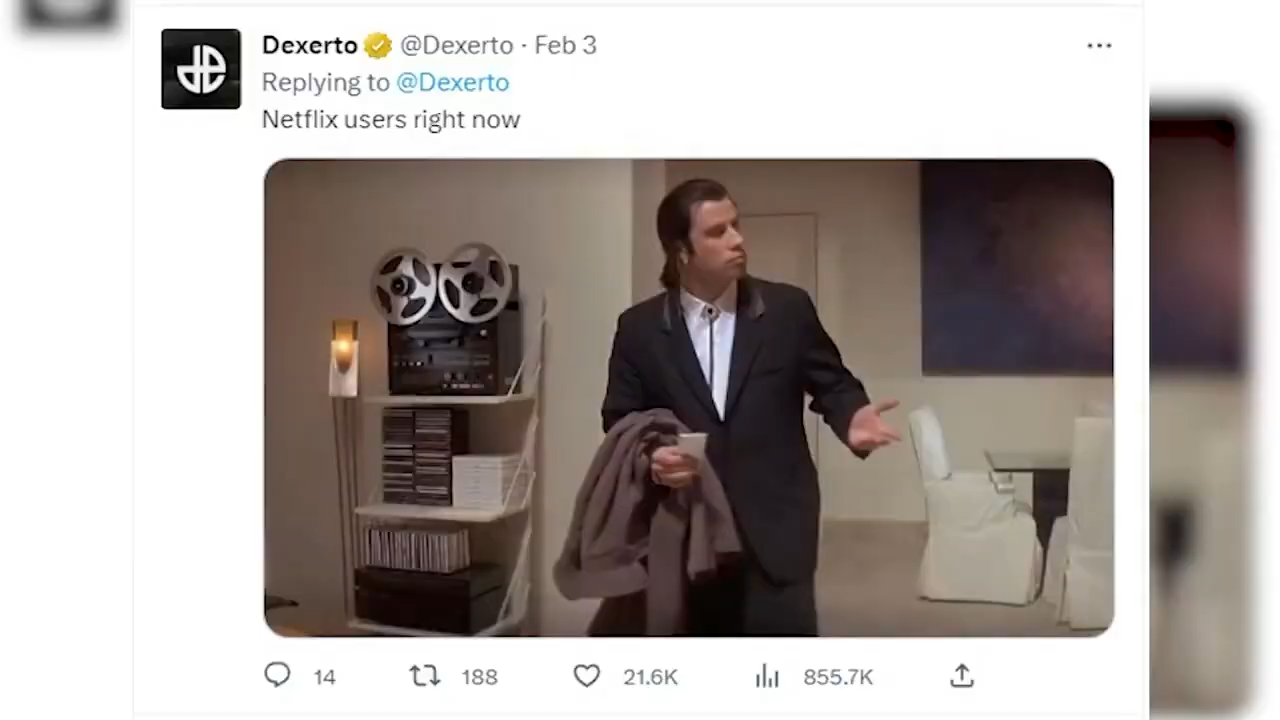 Dexerto @Dexerto · Feb 3
Replying to @Dexerto
Netflix users right now
14 188 21.6K 855.7K